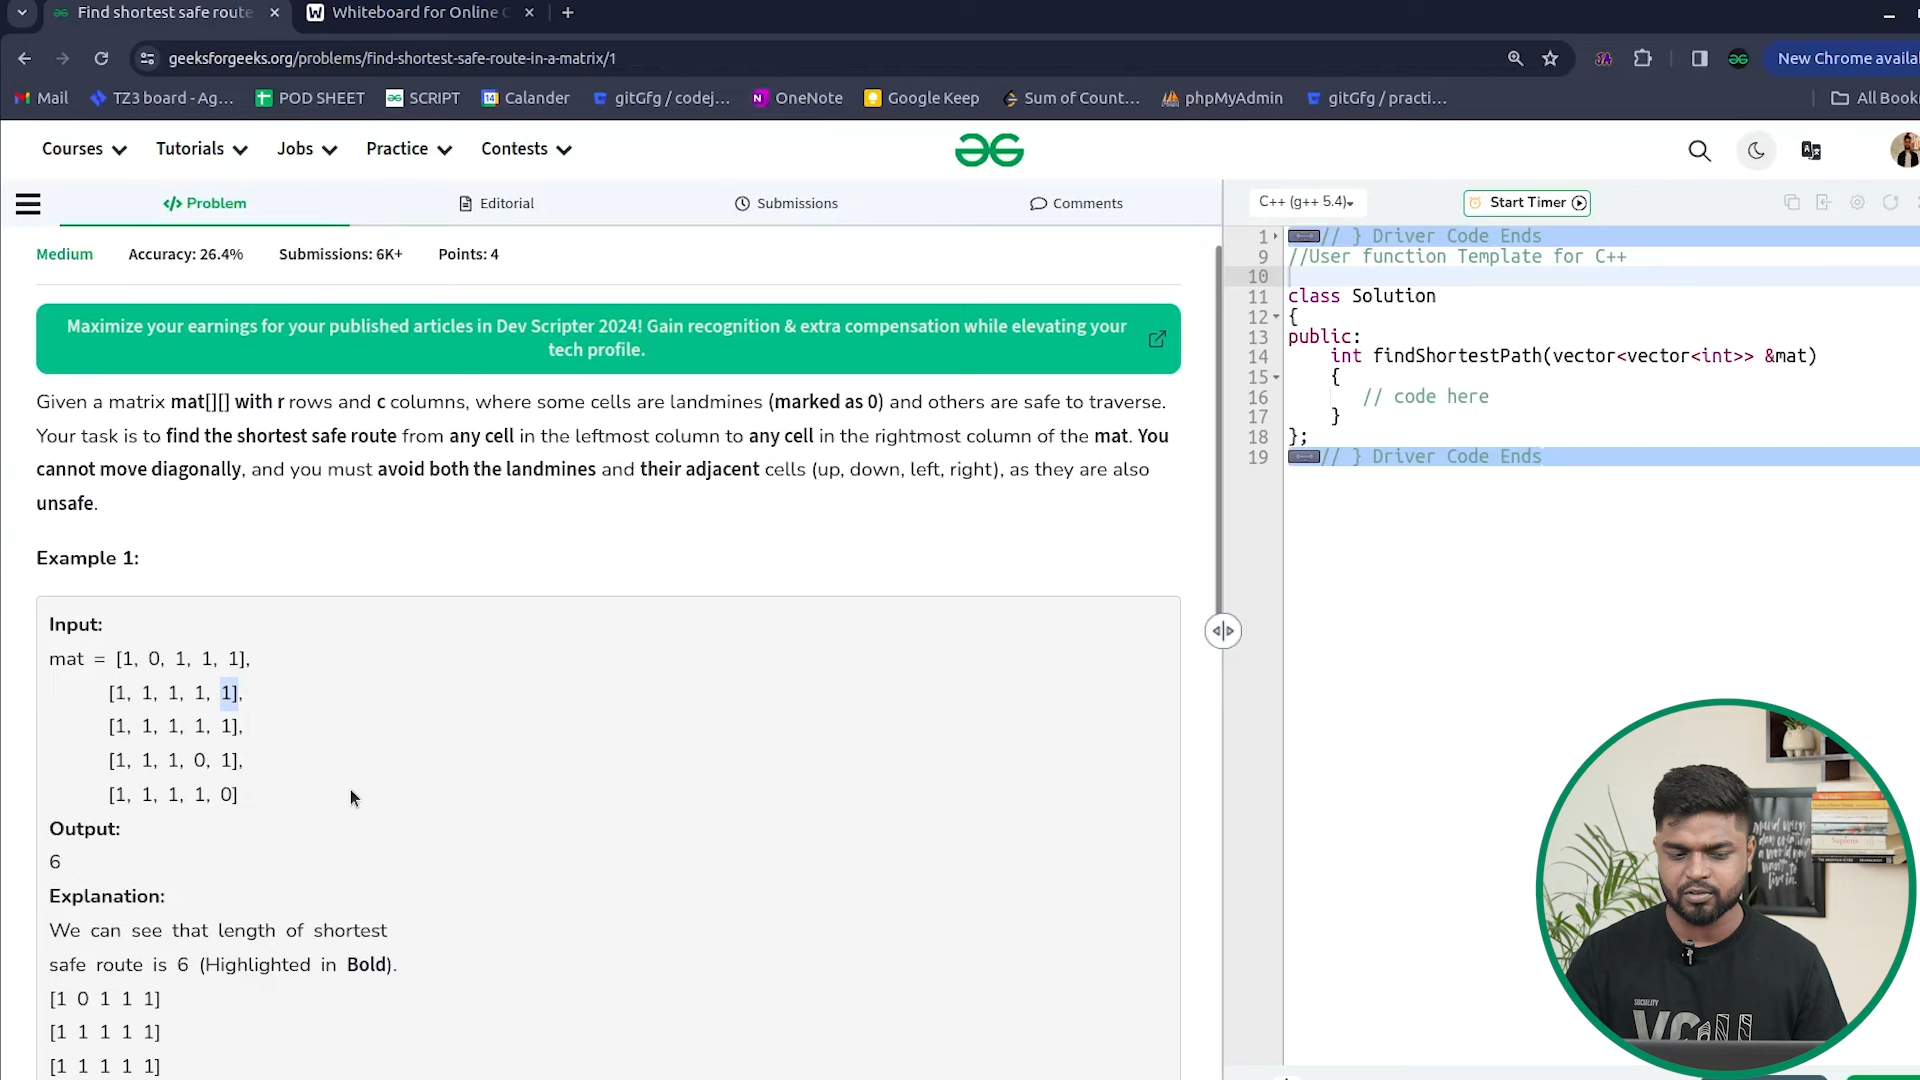 Find shortest safe route
Whiteboard for Online C
geeksforgeeks.org/problems/find-shortest-safe-route-in-a-matrix/1
New Chrome availal
Mail
TZ3 board - Ag...
POD SHEET
SCRIPT
Calander
gitGfg / codej...
OneNote
Google Keep
Sum of Count...
phpMyAdmin
gitGfg / practi...
All Book
Courses
Tutorials
Jobs
Practice
Contests
</> Problem
Editorial
Submissions
Comments
C++ (g++ 5.4)
Start Timer
Medium
Accuracy: 26.4%
Submissions: 6K+
Points: 4
Maximize your earnings for your published articles in Dev Scripter 2024! Gain recognition & extra compensation while elevating your
tech profile.
Given a matrix mat[][] with r rows and c columns, where some cells are landmines (marked as 0) and others are safe to traverse.
Your task is to find the shortest safe route from any cell in the leftmost column to any cell in the rightmost column of the mat. You
cannot move diagonally, and you must avoid both the landmines and their adjacent cells (up, down, left, right), as they are also
unsafe.
Example 1:
Input:
mat = [1, 0, 1, 1, 1],
[1, 1, 1, 1, 1],
[1, 1, 1, 1, 1],
[1, 1, 1, 0, 1],
[1, 1, 1, 1, 0]
Output:
6
Explanation:
We can see that length of shortest
safe route is 6 (Highlighted in Bold).
[1 0 1 1 1]
[1 1 1 1 1]
[1 1 1 1 1]
1 // } Driver Code Ends
9 //User function Template for C++
10
11 class Solution
12 {
13 public:
14 int findShortestPath(vector<vector<int>> &mat)
15 {
16 // code here
17 }
18 };
19 // } Driver Code Ends
Sapiens
SOCIALITY